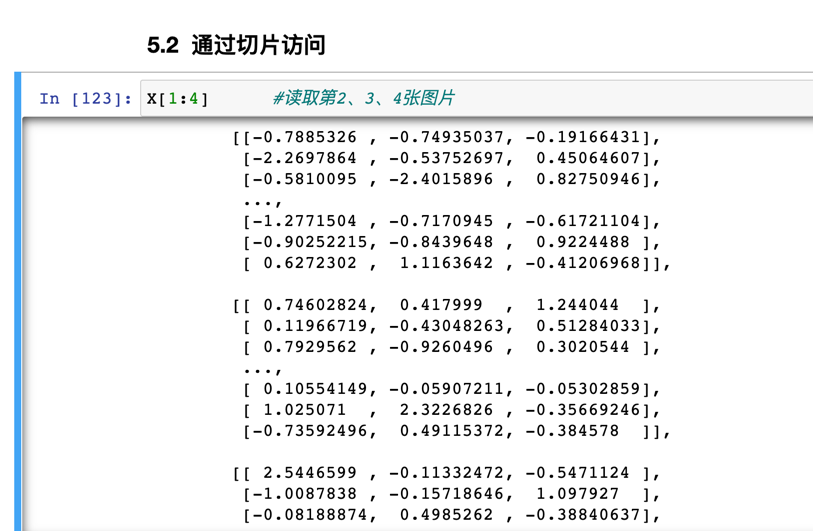 5.2 通过切片访问
In [123]: X[1:4] #读取第2、3、4张图片
[[-0.7885326 , -0.74935037, -0.19166431],
[-2.2697864 , -0.53752697, 0.45064607],
[-0.5810095 , -2.4015896 , 0.82750946],
...,
[-1.2771504 , -0.7170945 , -0.61721104],
[-0.90252215, -0.8439648 , 0.9224488 ],
[ 0.6272302 , 1.1163642 , -0.41206968]],
[[ 0.74602824, 0.417999 , 1.244044 ],
[ 0.11966719, -0.43048263, 0.51284033],
[ 0.7929562 , -0.9260496 , 0.3020544 ],
...,
[ 0.10554149, -0.05907211, -0.05302859],
[ 1.025071 , 2.3226826 , -0.35669246],
[-0.73592496, 0.49115372, -0.384578 ]],
[[ 2.5446599 , -0.11332472, -0.5471124 ],
[-1.0087838 , -0.15718646, 1.097927 ],
[-0.08188874, 0.4985262 , -0.38840637],